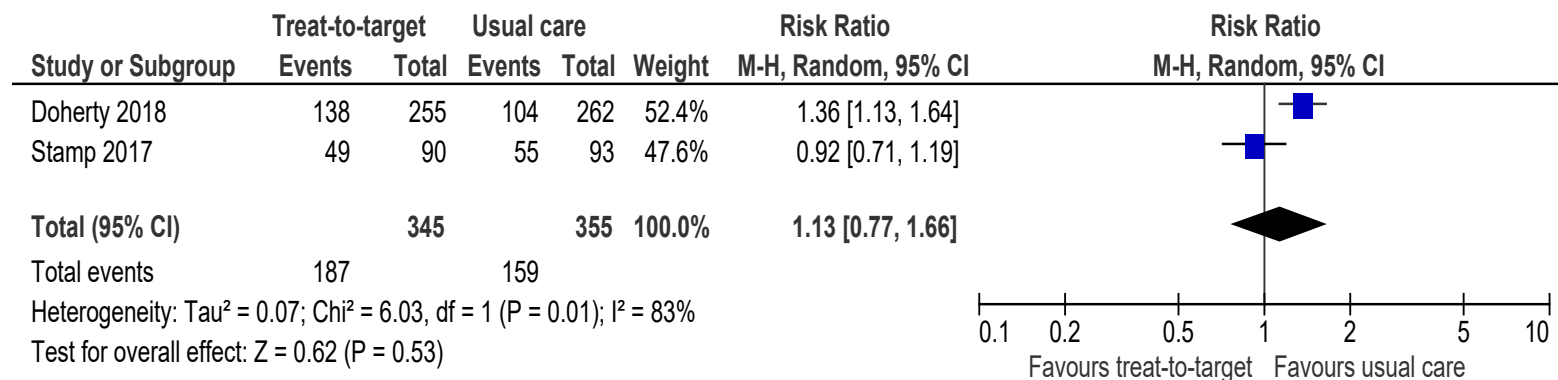 Treat-to-target Usual care Risk Ratio Risk Ratio
Study or Subgroup Events Total Events Total Weight M-H, Random, 95% CI M-H, Random, 95% CI
Doherty 2018 138 255 104 262 52.4% 1.36 [1.13, 1.64]
Stamp 2017 49 90 55 93 47.6% 0.92 [0.71, 1.19]
Total (95% CI) 345 355 100.0% 1.13 [0.77, 1.66]
Total events 187 159
Heterogeneity: Tau² = 0.07; Chi² = 6.03, df = 1 (P = 0.01); I² = 83%
Test for overall effect: Z = 0.62 (P = 0.53)
0.1 0.2 0.5 1 2 5 10
Favours treat-to-target Favours usual care